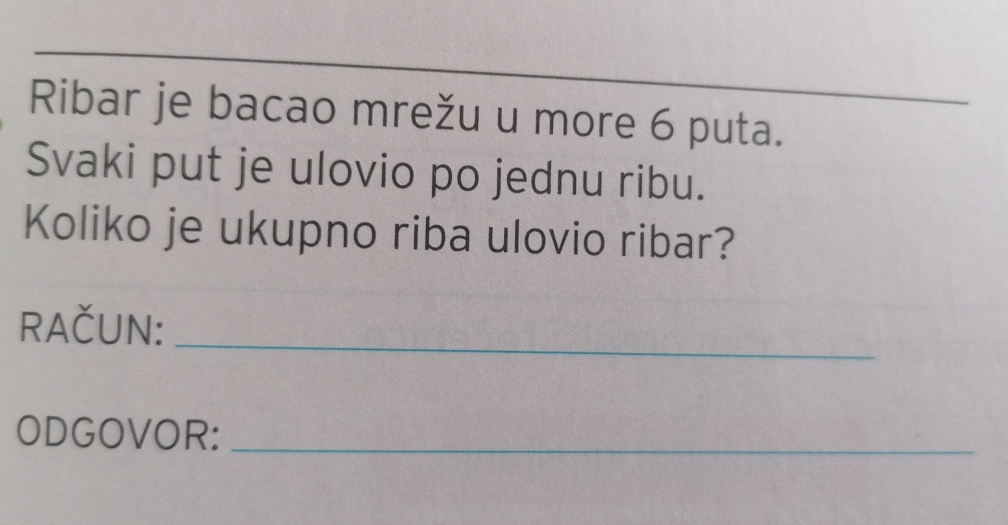 Ribar je bacao mrežu u more 6 puta.
Svaki put je ulovio po jednu ribu.
Koliko je ukupno riba ulovio ribar?
RAČUN:
ODGOVOR: